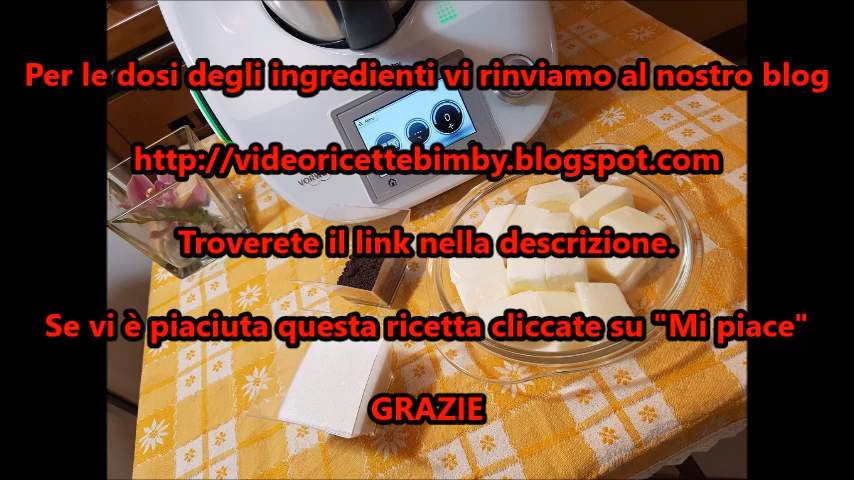 Per le dosi degli ingredienti vi rinviamo al nostro blog
http://videoricettebimby.blogspot.com
Troverete il link nella descrizione.
Se vi è piaciuta questa ricetta cliccate su "Mi piace"
GRAZIE